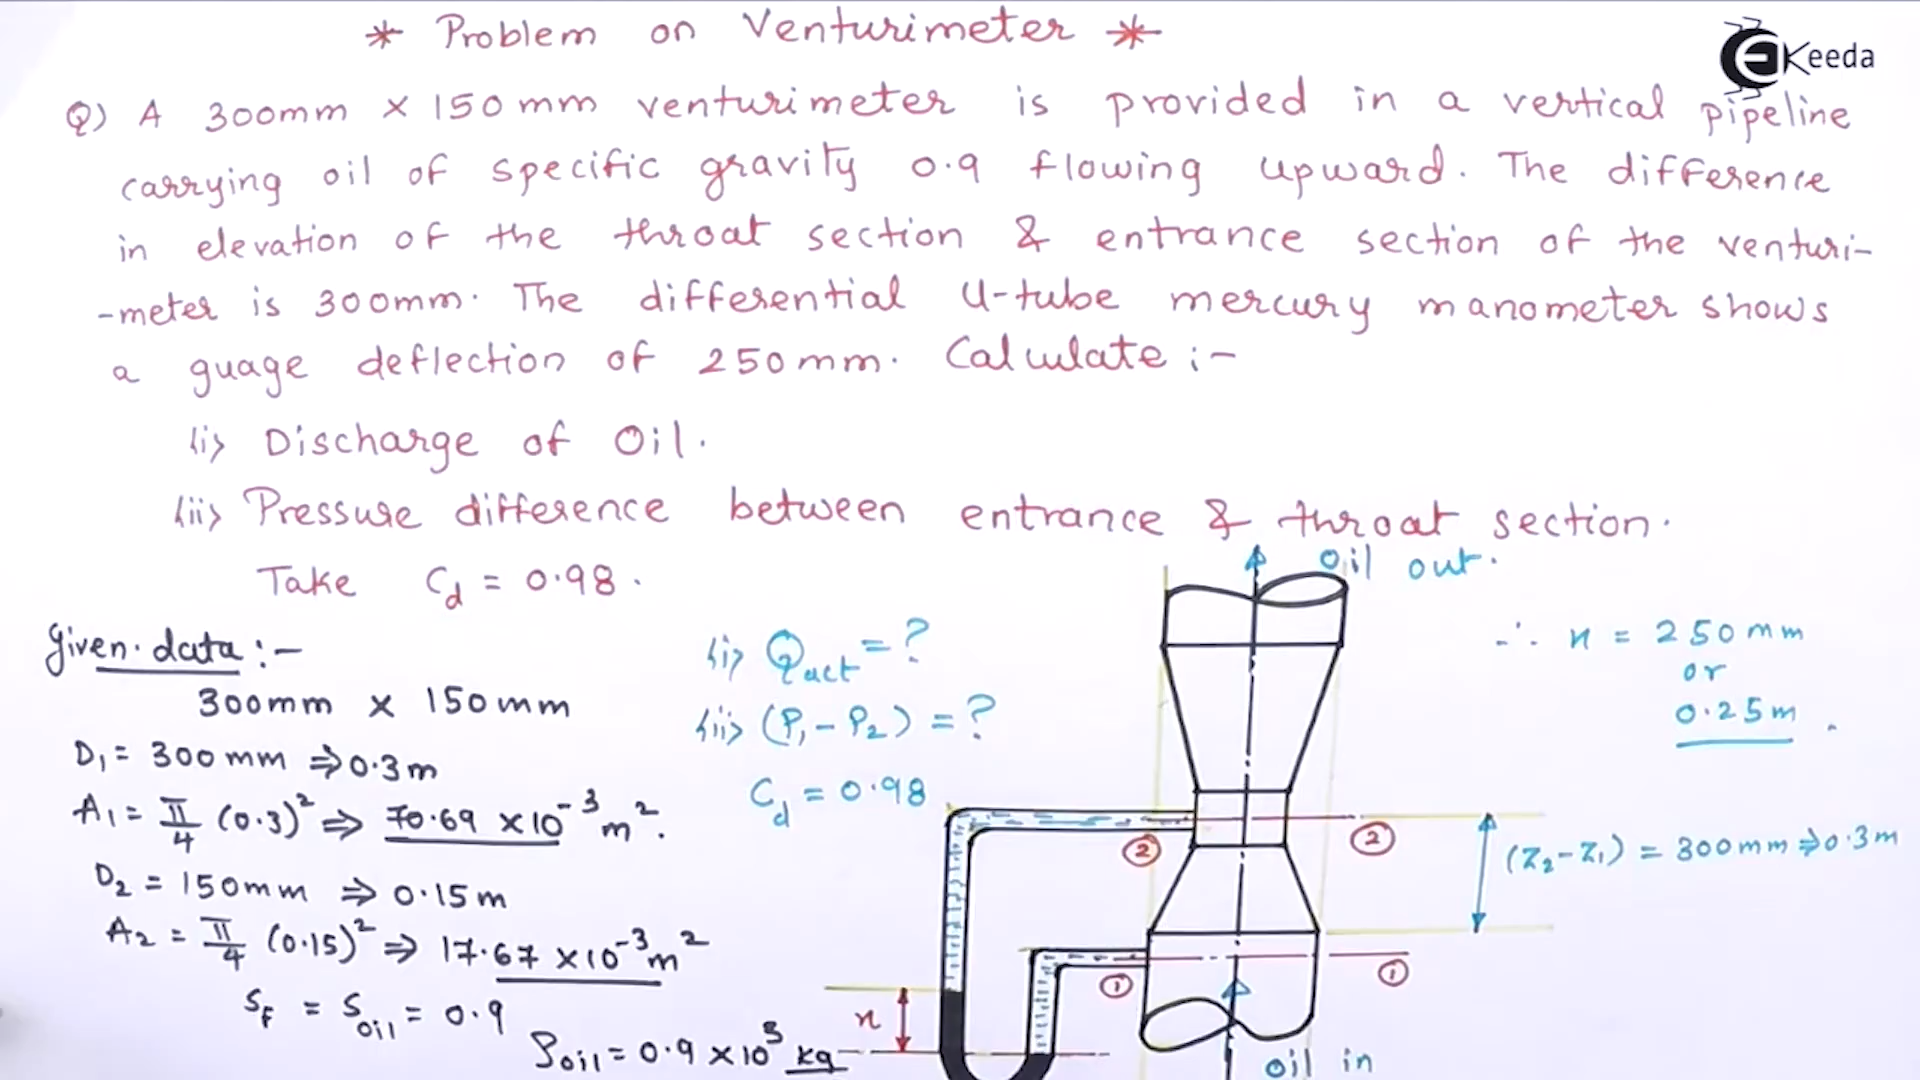 * Problem on Venturimeter *
EKeeda
Q) A 300mm x 150mm venturimeter is provided in a vertical pipeline
carrying oil of specific gravity 0.9 flowing upward. The difference
in elevation of the throat section & entrance section of the venturi-
-meter is 300mm. The differential U-tube mercury manometer shows
a guage deflection of 250mm. Calculate :-
(i) Discharge of Oil.
(ii) Pressure difference between entrance & throat section.
Take Cd = 0.98.
Given data :-
300mm x 150mm
D₁ = 300mm ⇒ 0.3m
A₁ = π/4 (0.3)² ⇒ 70.69 x10⁻³ m².
D₂ = 150mm ⇒ 0.15m
A₂ = π/4 (0.15)² ⇒ 17.67 x10⁻³ m²
S_F = S_oil = 0.9
ρ_oil = 0.9 x 10³ kg
(i) Q_act = ?
(ii) (P₁ - P₂) = ?
Cd = 0.98
oil out.
∴ x = 250mm
or
0.25m.
② ②
(Z₂-Z₁) = 300mm ⇒ 0.3m
① ①
x
oil in